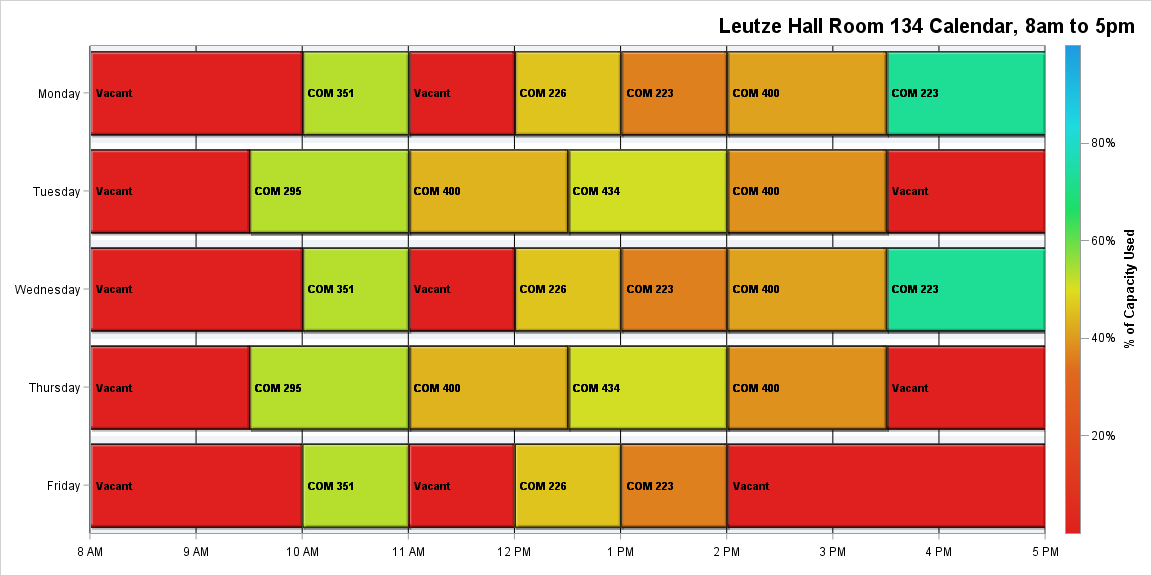 Leutze Hall Room 134 Calendar, 8am to 5pm
Monday
Vacant
COM 351
Vacant
COM 226
COM 223
COM 400
COM 223
Tuesday
Vacant
COM 295
COM 400
COM 434
COM 400
Vacant
Wednesday
Vacant
COM 351
Vacant
COM 226
COM 223
COM 400
COM 223
Thursday
Vacant
COM 295
COM 400
COM 434
COM 400
Vacant
Friday
Vacant
COM 351
Vacant
COM 226
COM 223
Vacant
8 AM
9 AM
10 AM
11 AM
12 PM
1 PM
2 PM
3 PM
4 PM
5 PM
80%
60%
40%
20%
% of Capacity Used